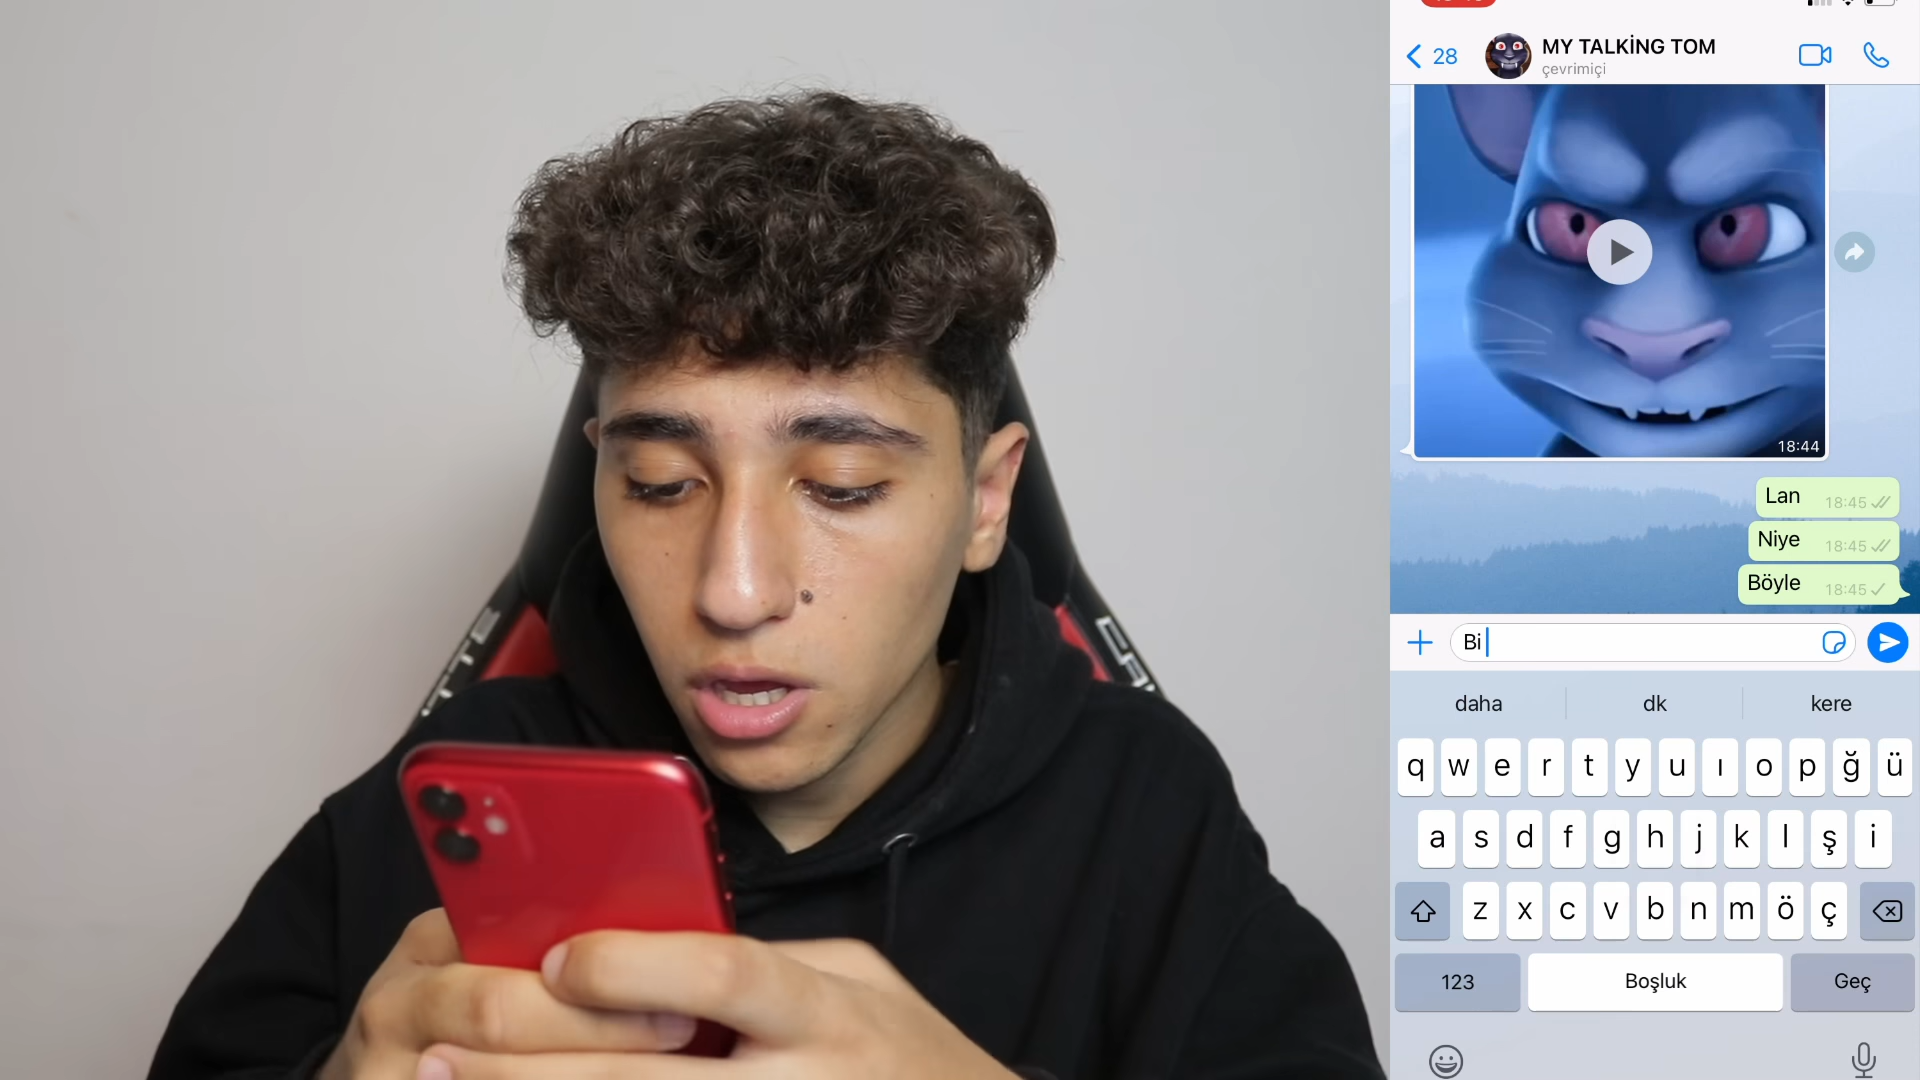 28
MY TALKİNG TOM
çevrimiçi
18:44
Lan 18:45
Niye 18:45
Böyle 18:45
Bi
daha dk kere
q w e r t y u ı o p ğ ü
a s d f g h j k l ş i
z x c v b n m ö ç
123 Boşluk Geç